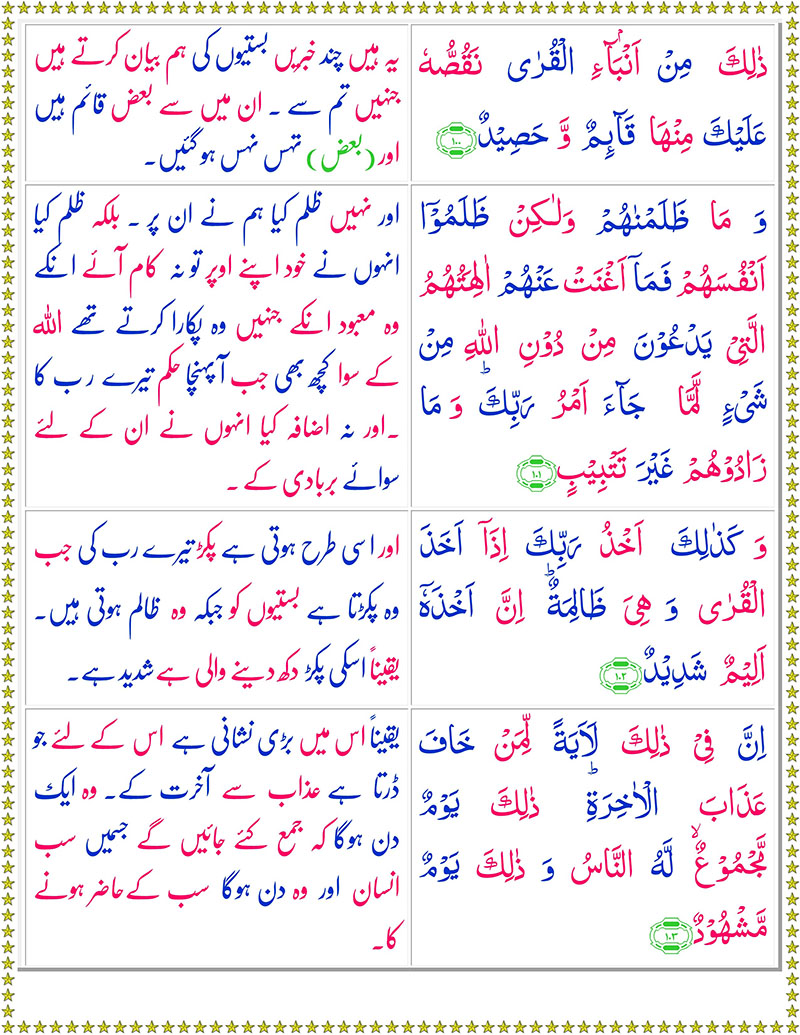 ذٰلِكَ مِنْ اَنْۢبَآءِ الْقُرٰى نَقُصُّهٗ
عَلَيْكَ مِنْهَا قَآىِٕمٌ وَّ حَصِيْدٌ ۱۰۰
یہ ہیں چند خبریں بستیوں کی ہم بیان کرتے ہیں
جنہیں تم سے ۔ ان میں سے بعض قائم ہیں
اور (بعض) تہس نہس ہوگئیں۔
وَ مَا ظَلَمْنٰهُمْ وَلٰكِنْ ظَلَمُوْۤا
اَنْفُسَهُمْ فَمَاۤ اَغْنَتْ عَنْهُمْ اٰلِهَتُهُمُ
الَّتِیْ يَدْعُوْنَ مِنْ دُوْنِ اللّٰهِ مِنْ
شَیْءٍ لَّمَّا جَآءَ اَمْرُ رَبِّكَ ؕ وَ مَا
زَادُوْهُمْ غَيْرَ تَتْبِيْبٍ ۱۰۱
اور نہیں ظلم کیا ہم نے ان پر ۔ بلکہ ظلم کیا
انہوں نے خود اپنے اوپر تو نہ کام آئے انکے
وہ معبود انکے جنہیں وہ پکارا کرتے تھے اللہ
کے سوا کچھ بھی جب آپہنچا حکم تیرے رب کا
۔اور نہ اضافہ کیا انہوں نے ان کے لئے
سوائے بربادی کے ۔
وَ كَذٰلِكَ اَخْذُ رَبِّكَ اِذَاۤ اَخَذَ
الْقُرٰى وَ هِیَ ظَالِمَةٌ ؕ اِنَّ اَخْذَهٗۤ
اَلِيْمٌ شَدِيْدٌ ۱۰۲
اور اسی طرح ہوتی ہے پکڑ تیرے رب کی جب
وہ پکڑتا ہے بستیوں کو جبکہ وہ ظالم ہوتی ہیں۔
یقیناً اسکی پکڑ دکھ دینے والی ہے شدید ہے۔
اِنَّ فِیْ ذٰلِكَ لَاٰيَةً لِّمَنْ خَافَ
عَذَابَ الْاٰخِرَةِ ؕ ذٰلِكَ يَوْمٌ
مَّجْمُوْعٌ ۙ لَّهُ النَّاسُ وَ ذٰلِكَ يَوْمٌ
مَّشْهُوْدٌ ۱۰۳
یقیناً اس میں بڑی نشانی ہے اس کے لئے جو
ڈرتا ہے عذاب سے آخرت کے۔ وہ ایک
دن ہوگا کہ جمع کئے جائیں گے جسمیں سب
انسان اور وہ دن ہوگا سب کے حاضر ہونے
کا۔